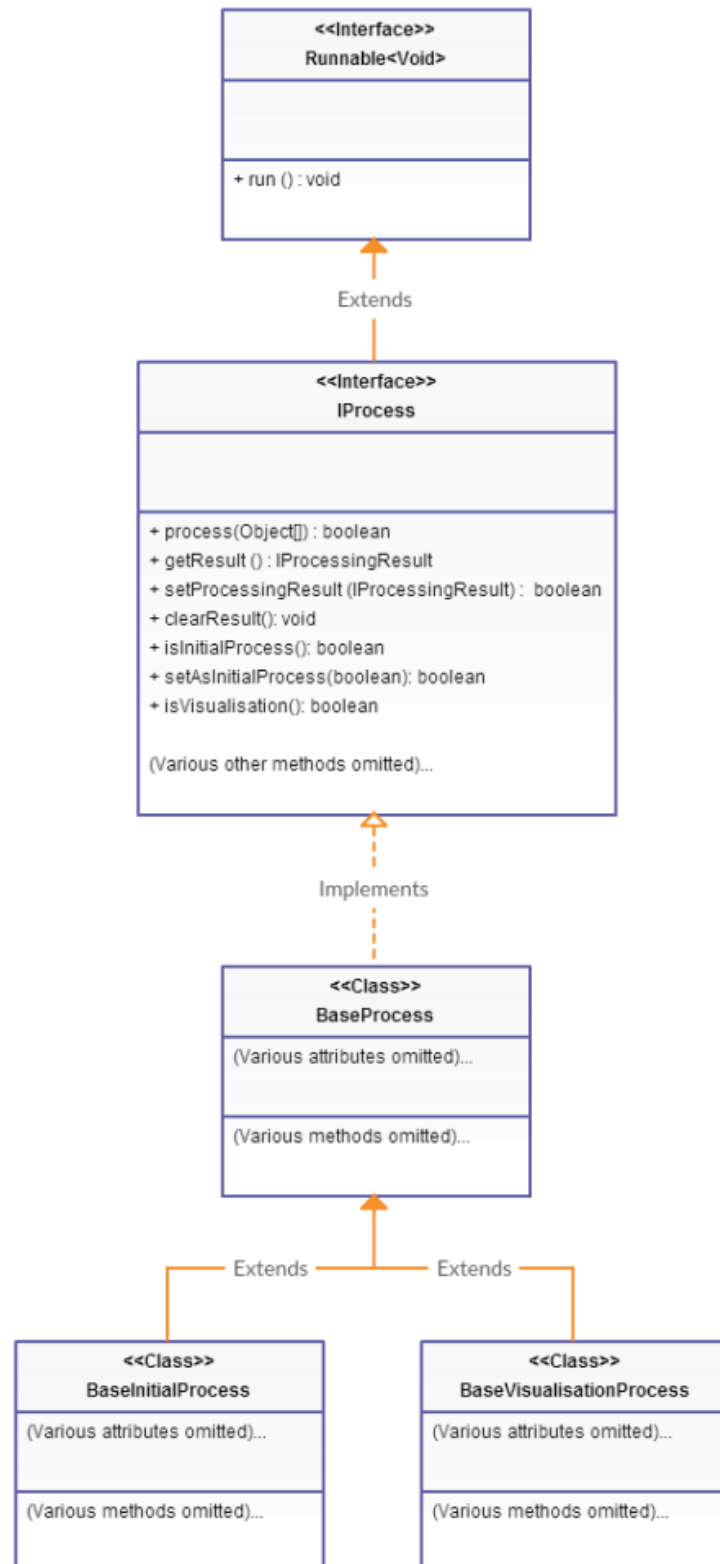 <<Interface>>
Runnable<Void>
+ run () : void
Extends
<<Interface>>
IProcess
+ process(Object[]) : boolean
+ getResult () : IProcessingResult
+ setProcessingResult (IProcessingResult) :  boolean
+ clearResult(): void
+ isInitialProcess(): boolean
+ setAsInitialProcess(boolean): boolean
+ isVisualisation(): boolean
(Various other methods omitted)...
Implements
<<Class>>
BaseProcess
(Various attributes omitted)...
(Various methods omitted)...
Extends
Extends
<<Class>>
BaseInitialProcess
(Various attributes omitted)...
(Various methods omitted)...
<<Class>>
BaseVisualisationProcess
(Various attributes omitted)...
(Various methods omitted)...